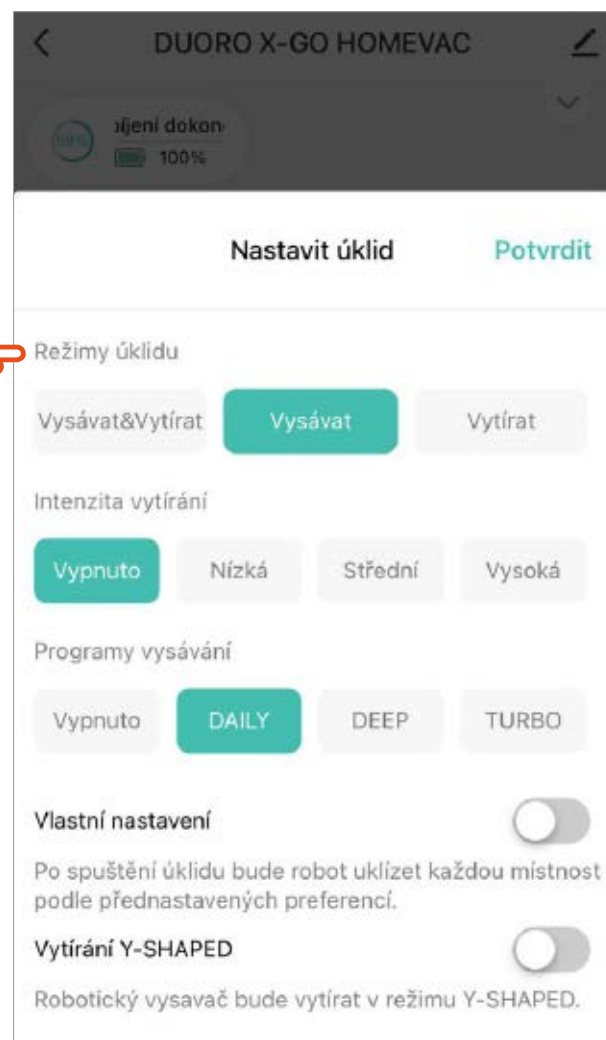 DUORO X-GO HOMEVAC
íjení dokon
100%
Nastavit úklid Potvrdit
Režimy úklidu
Vysávat&Vytírat Vysávat Vytírat
Intenzita vytírání
Vypnuto Nízká Střední Vysoká
Programy vysávání
Vypnuto DAILY DEEP TURBO
Vlastní nastavení
Po spuštění úklidu bude robot uklízet každou místnost
podle přednastavených preferencí.
Vytírání Y-SHAPED
Robotický vysavač bude vytírat v režimu Y-SHAPED.